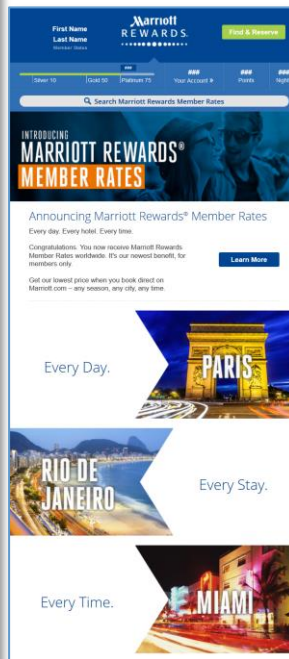 First Name
Last Name
Member Status
Marriott
REWARDS.
Find & Reserve
###
Silver 10
Gold 50
Platinum 75
###
Your Account
###
Points
###
Night
Search Marriott Rewards Member Rates
INTRODUCING
MARRIOTT REWARDS®
MEMBER RATES
Announcing Marriott Rewards® Member Rates
Every day. Every hotel. Every time.
Congratulations. You now receive Marriott Rewards
Member Rates worldwide. It's our newest benefit, for
members only.
Learn More
Get our lowest price when you book direct on
Marriott.com – any season, any city, any time.
Every Day.
PARIS
RIO DE
JANEIRO
Every Stay.
Every Time.
MIAMI